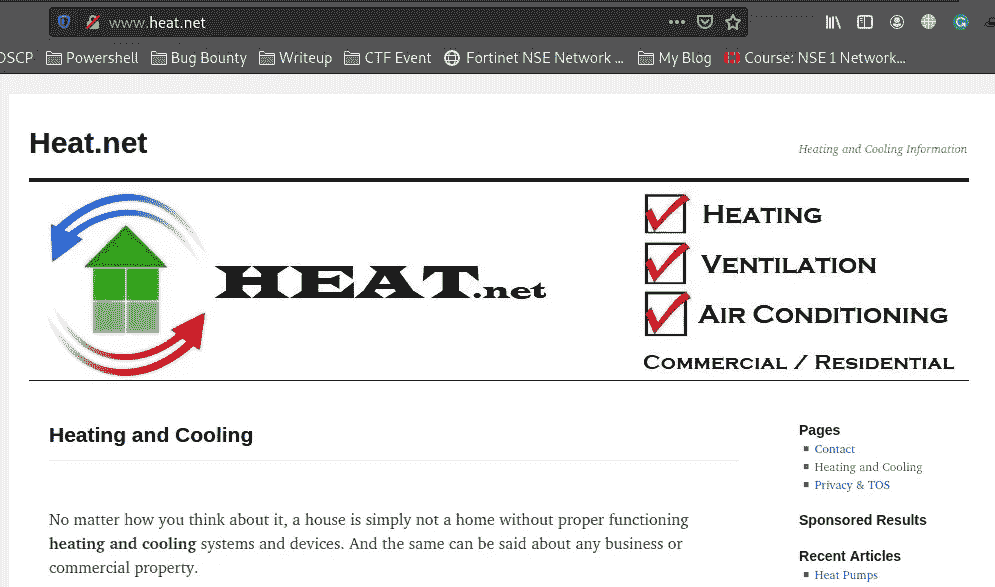 www.heat.net
OSCP Powershell Bug Bounty Writeup CTF Event Fortinet NSE Network ... My Blog Course: NSE 1 Network...
Heat.net
Heating and Cooling Information
HEAT.net
HEATING
VENTILATION
AIR CONDITIONING
COMMERCIAL / RESIDENTIAL
Heating and Cooling
No matter how you think about it, a house is simply not a home without proper functioning
heating and cooling systems and devices. And the same can be said about any business or
commercial property.
Pages
Contact
Heating and Cooling
Privacy & TOS
Sponsored Results
Recent Articles
Heat Pumps